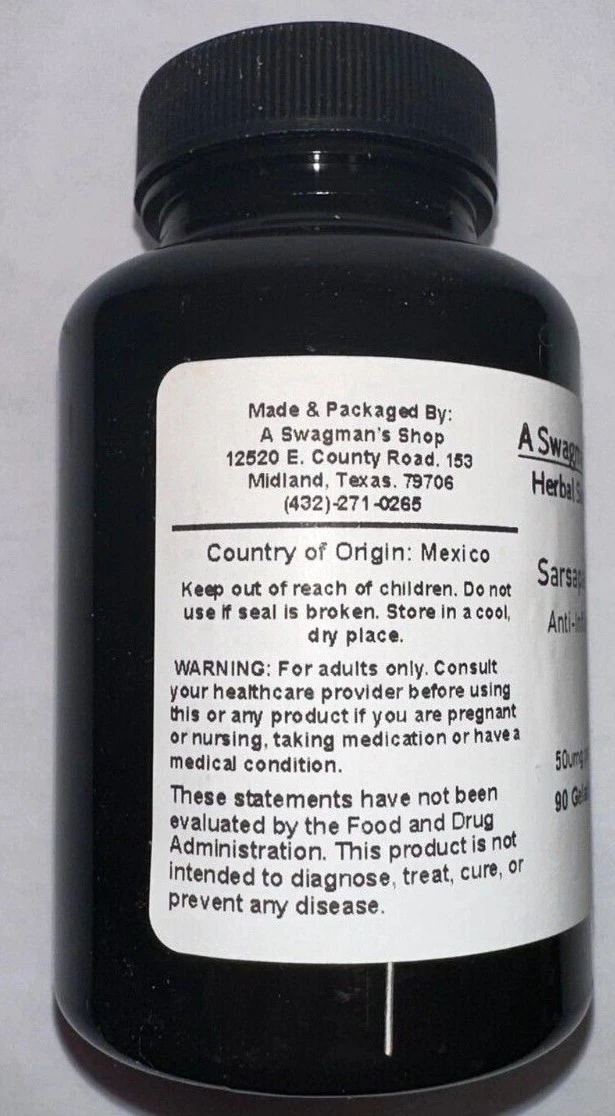 Made & Packaged By:
A Swagman's Shop
12520 E. County Road. 153
Midland, Texas. 79706
(432)-271-0265
Country of Origin: Mexico
Keep out of reach of children. Do not
use if seal is broken. Store in a cool,
dry place.
WARNING: For adults only. Consult
your healthcare provider before using
this or any product if you are pregnant
or nursing, taking medication or have a
medical condition.
These statements have not been
evaluated by the Food and Drug
Administration. This product is not
intended to diagnose, treat, cure, or
prevent any disease.
A
Herbal
90